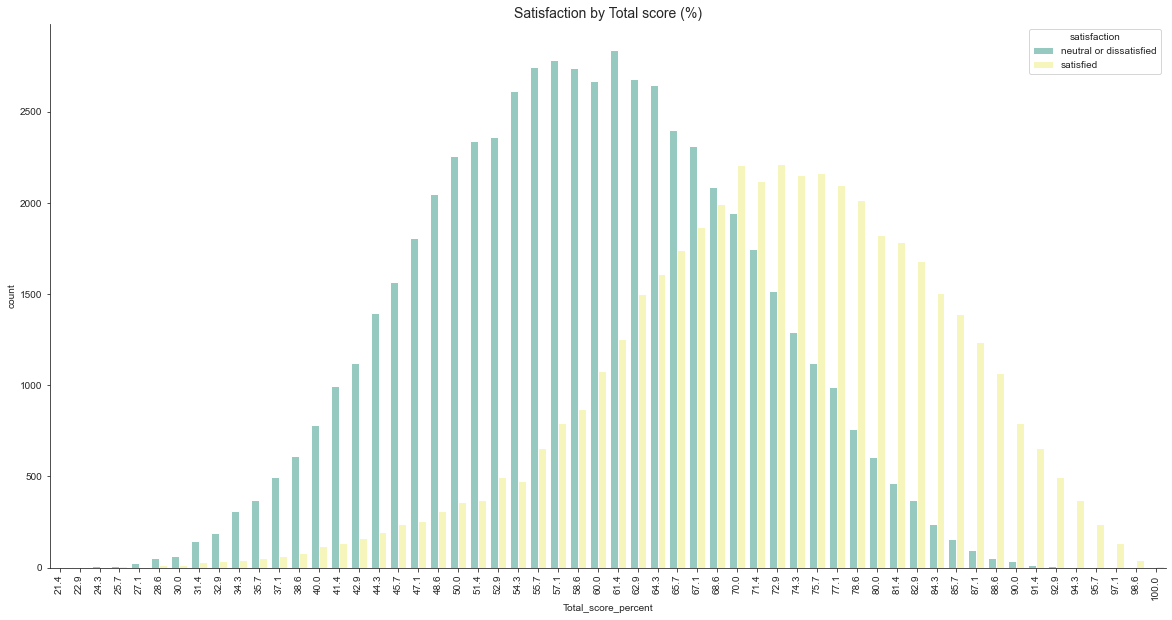 Satisfaction by Total score (%)
satisfaction
neutral or dissatisfied
satisfied
count
2500
2000
1500
1000
500
0
21.4 22.9 24.3 25.7 27.1 28.6 30.0 31.4 32.9 34.3 35.7 37.1 38.6 40.0 41.4 42.9 44.3 45.7 47.1 48.6 50.0 51.4 52.9 54.3 55.7 57.1 58.6 60.0 61.4 62.9 64.3 65.7 67.1 68.6 70.0 71.4 72.9 74.3 75.7 77.1 78.6 80.0 81.4 82.9 84.3 85.7 87.1 88.6 90.0 91.4 92.9 94.3 95.7 97.1 98.6 100.0
Total_score_percent